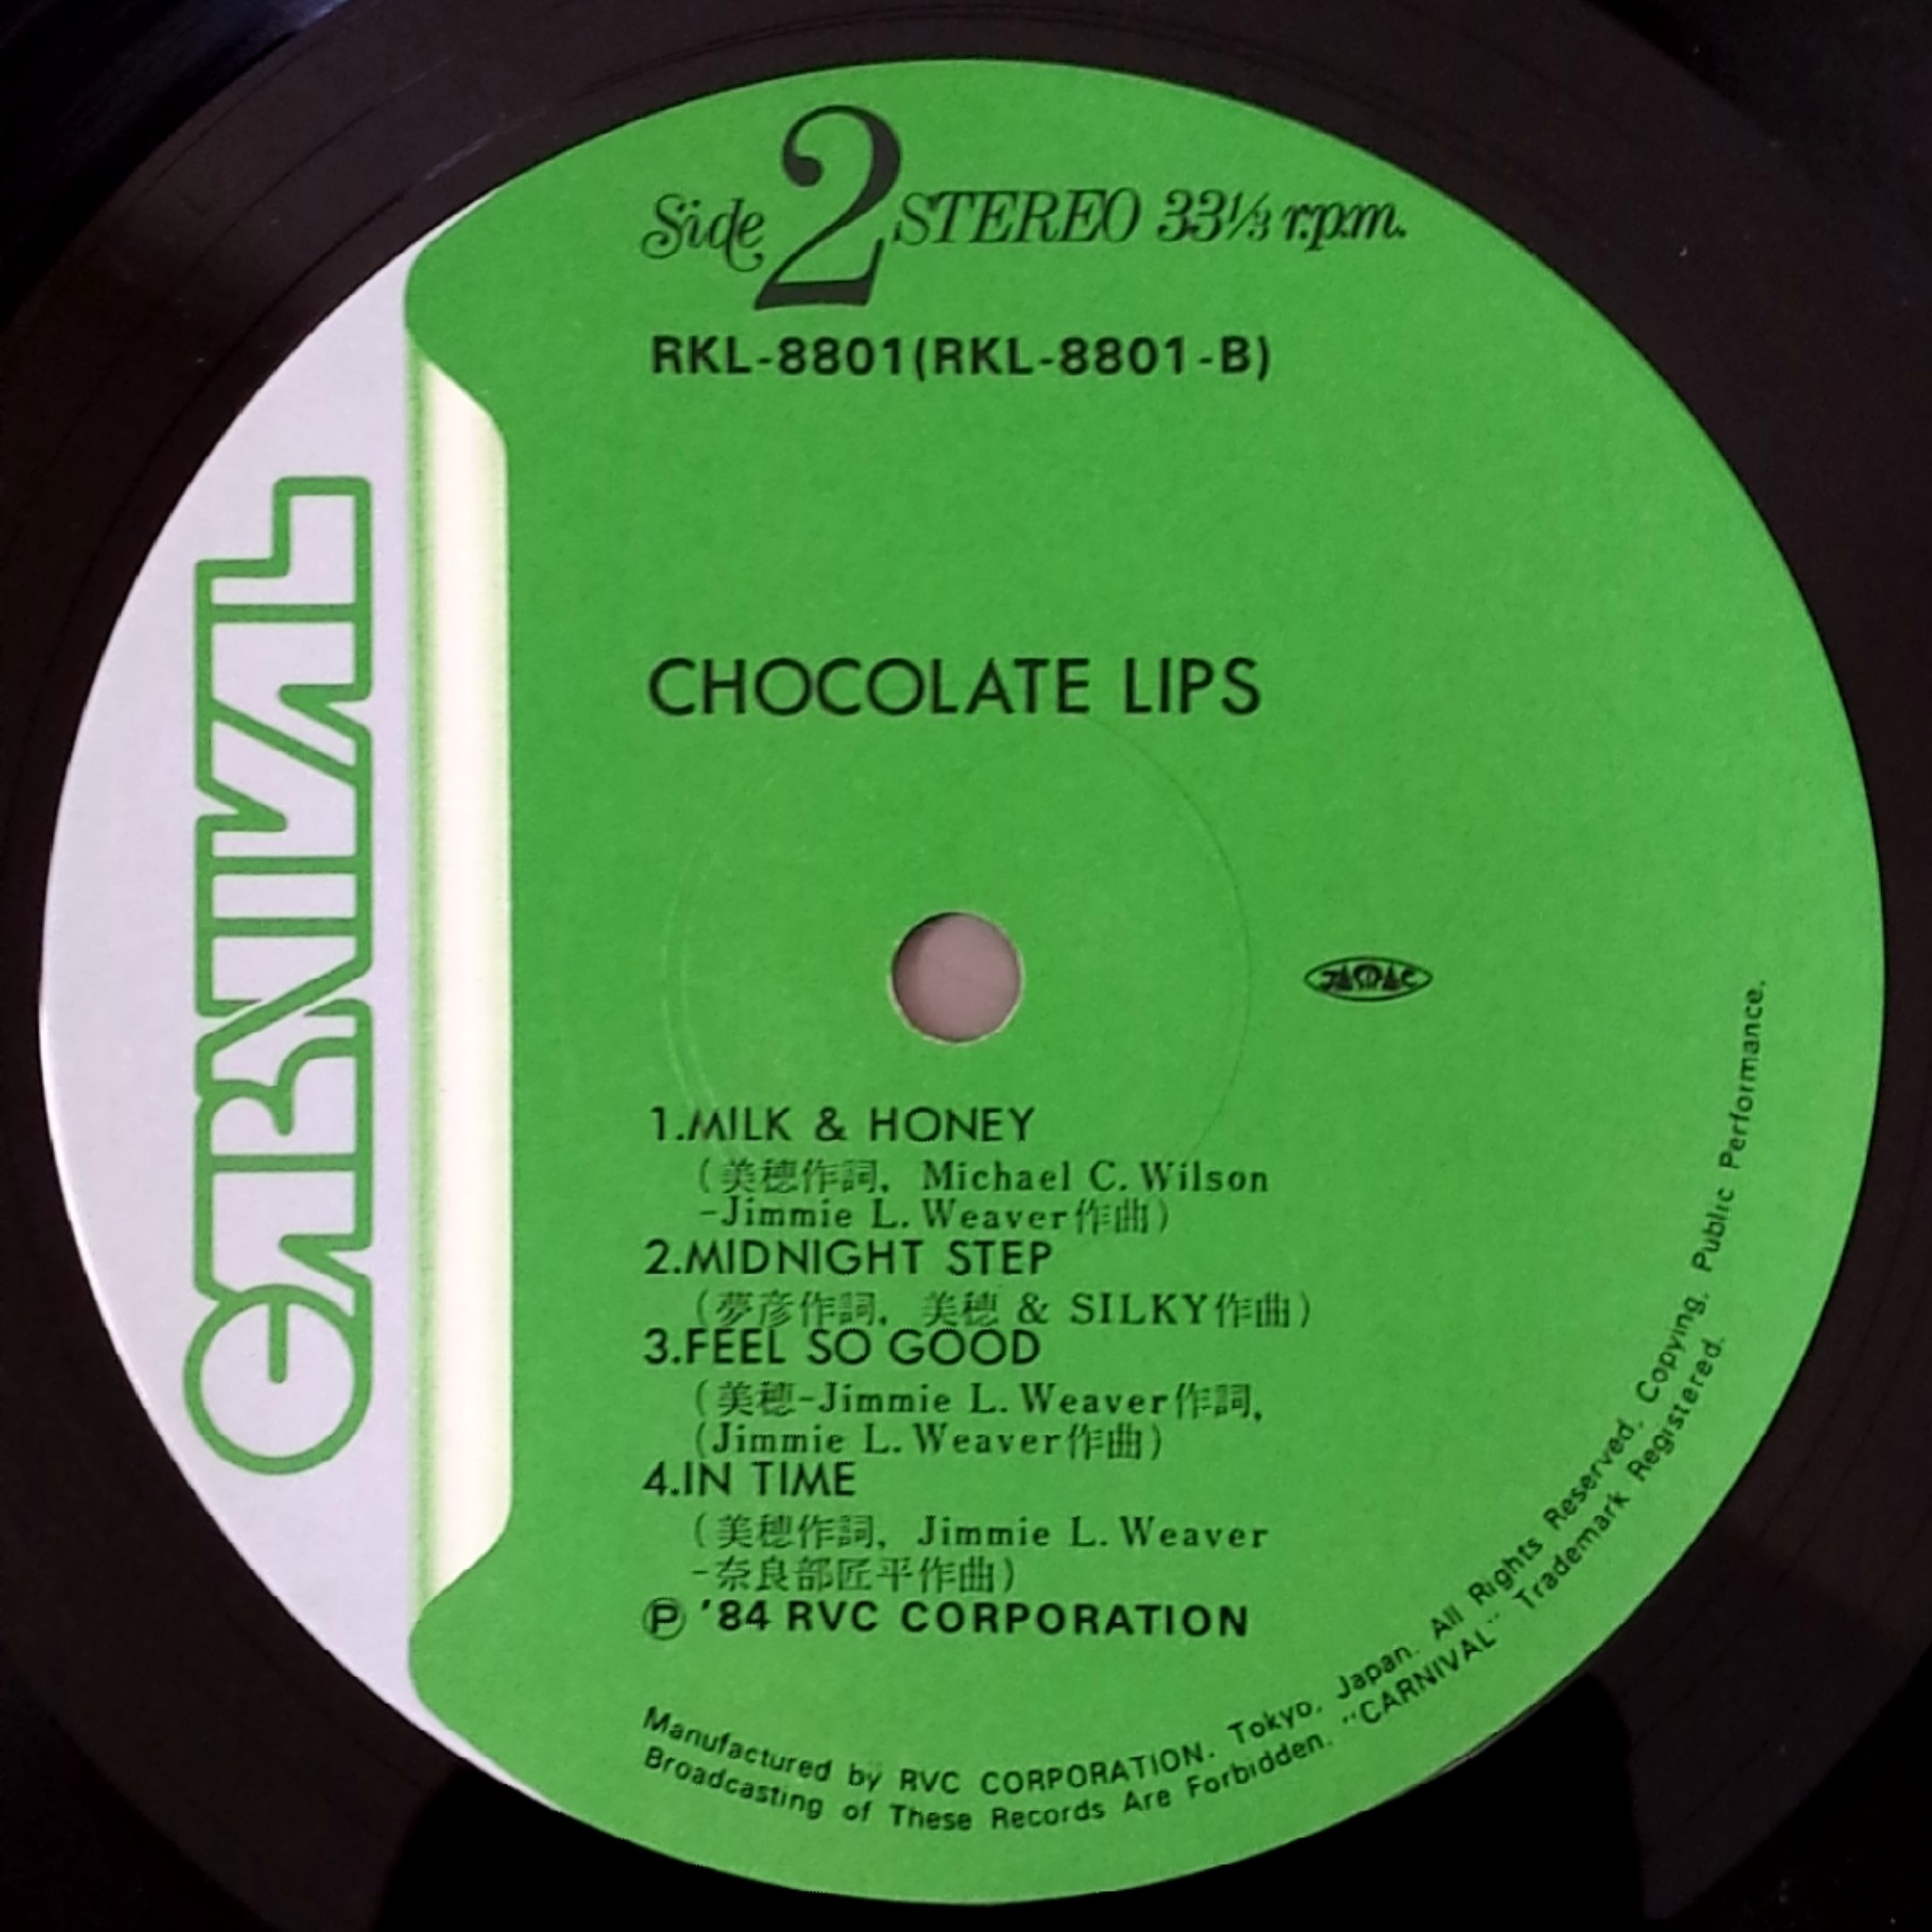 Side 2 STEREO 33⅓ r.p.m.
RKL-8801(RKL-8801-B)
CARNIVAL
CHOCOLATE LIPS
JASRAC
1.MILK & HONEY
(美穂作詞, Michael C. Wilson
-Jimmie L. Weaver作曲)
2.MIDNIGHT STEP
(夢彦作詞, 美穂 & SILKY作曲)
3.FEEL SO GOOD
(美穂-Jimmie L. Weaver作詞,
(Jimmie L. Weaver作曲)
4.IN TIME
(美穂作詞, Jimmie L. Weaver
-奈良部匠平作曲)
Ⓟ '84 RVC CORPORATION
Manufactured by RVC CORPORATION. Tokyo, Japan. All Rights Reserved, Copying. Public Performance.
Broadcasting of These Records Are Forbidden. "CARNIVAL" Trademark Registered.